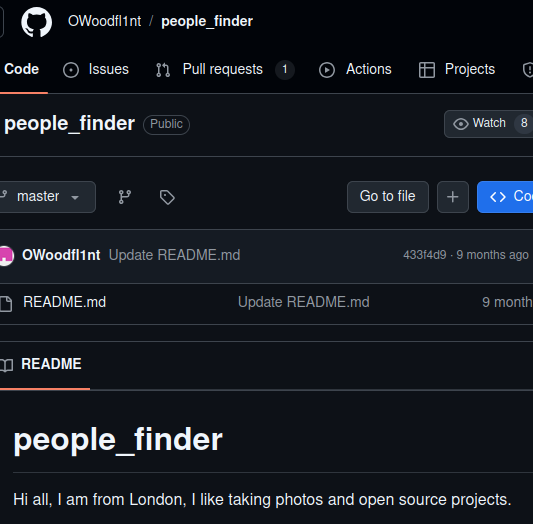 OWoodfl1nt / people_finder
Code Issues Pull requests 1 Actions Projects
people_finder Public Watch 8
master Go to file
OWoodfl1nt Update README.md 433f4d9 · 9 months ago
README.md Update README.md 9 month
README
people_finder
Hi all, I am from London, I like taking photos and open source projects.